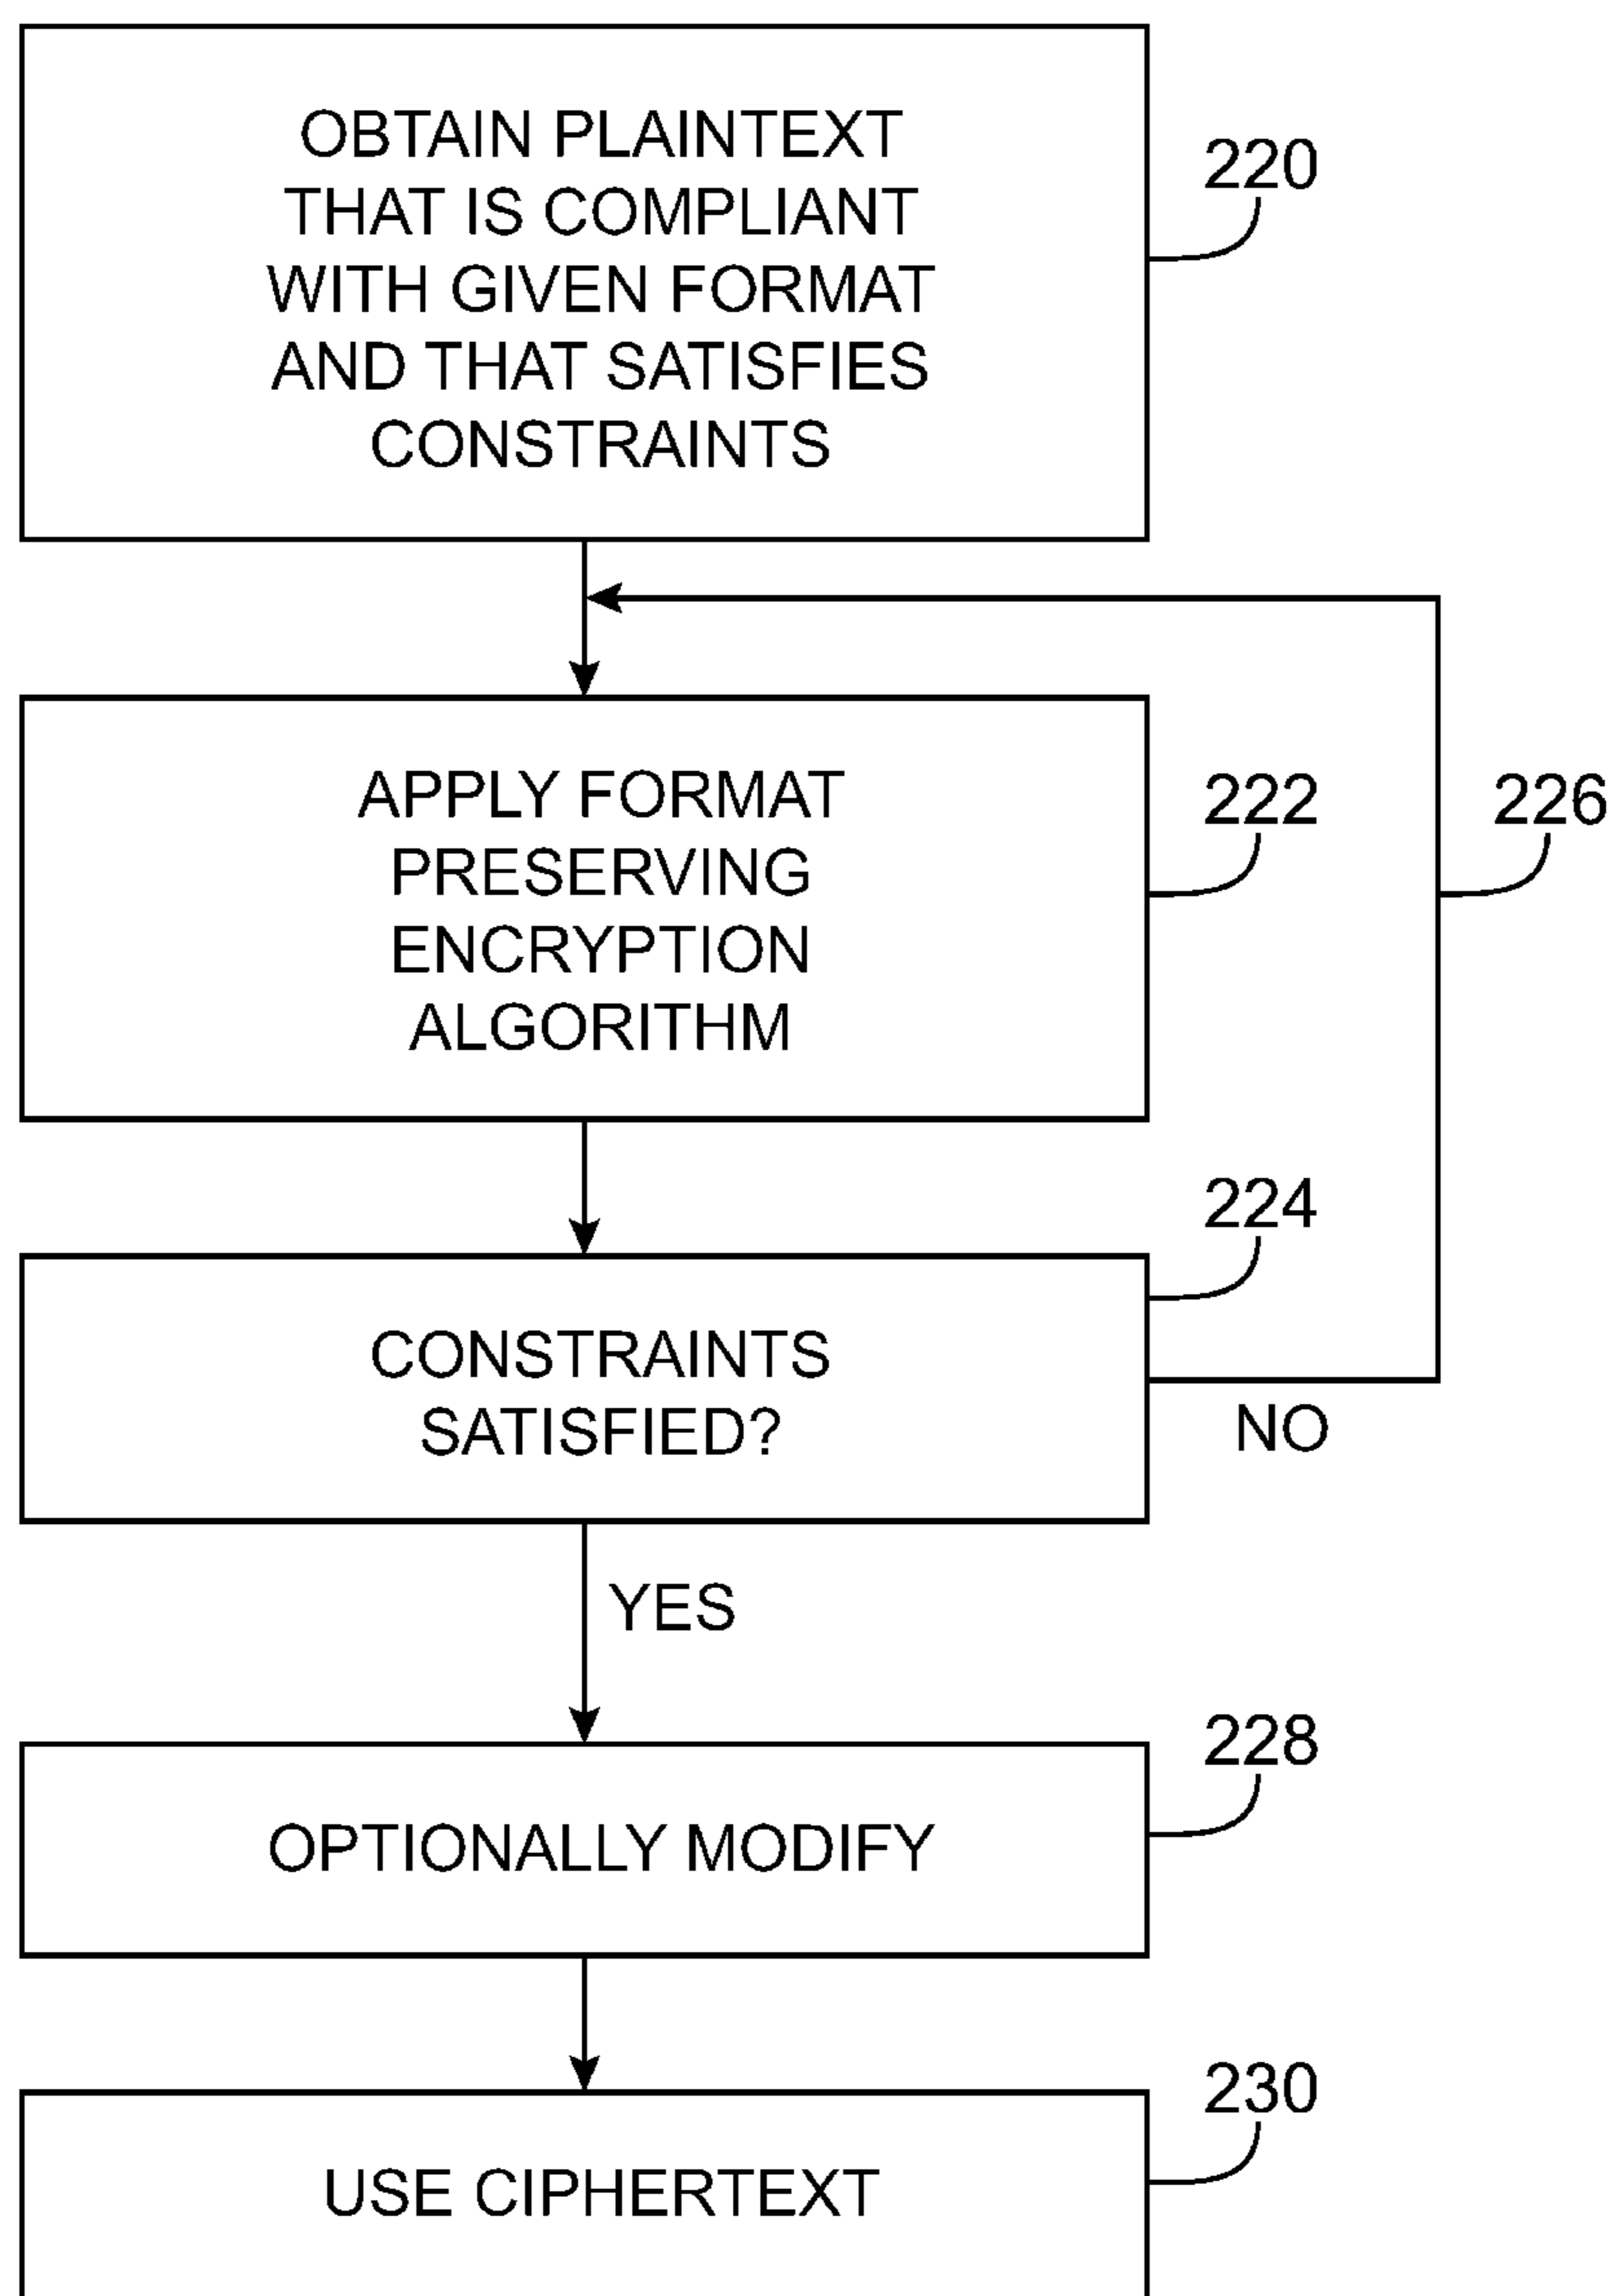 OBTAIN PLAINTEXT
THAT IS COMPLIANT
WITH GIVEN FORMAT
AND THAT SATISFIES
CONSTRAINTS
220
APPLY FORMAT
PRESERVING
ENCRYPTION
ALGORITHM
222
226
224
CONSTRAINTS
SATISFIED?
NO
YES
228
OPTIONALLY MODIFY
230
USE CIPHERTEXT